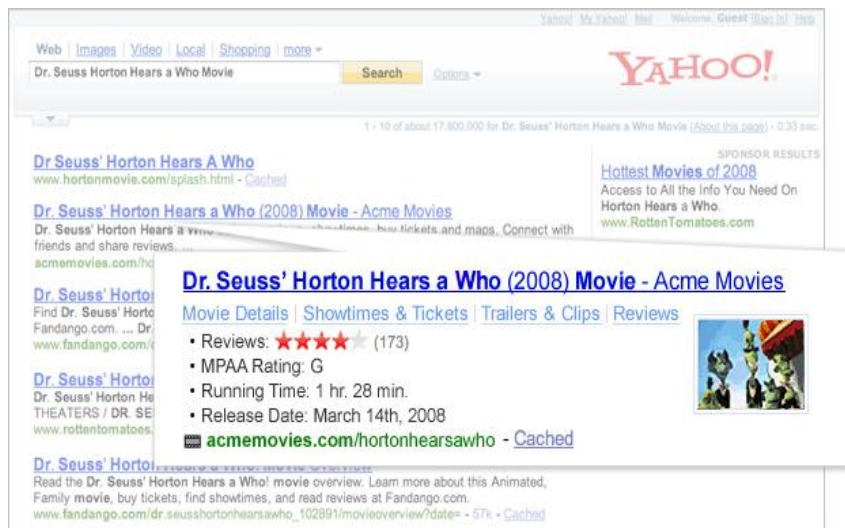 Yahoo! My Yahoo! Mail Welcome, Guest [Sign In] Help
Web | Images | Video | Local | Shopping | more
Dr. Seuss Horton Hears a Who Movie
Search
Options
YAHOO!
1 - 10 of about 17,800,000 for Dr. Seuss' Horton Hears a Who Movie (About this page) - 0.33 sec.
Dr Seuss' Horton Hears A Who
www.hortonmovie.com/splash.html - Cached
Dr. Seuss' Horton Hears a Who (2008) Movie - Acme Movies
Dr. Seuss' Horton Hears a Who showtimes, buy tickets and maps. Connect with
friends and share reviews. ...
acmemovies.com/ho
SPONSOR RESULTS
Hottest Movies of 2008
Access to All the Info You Need On
Horton Hears a Who.
www.RottenTomatoes.com
Dr. Seuss' Horton Hears a Who (2008) Movie - Acme Movies
Movie Details | Showtimes & Tickets | Trailers & Clips | Reviews
• Reviews: (173)
• MPAA Rating: G
• Running Time: 1 hr. 28 min.
• Release Date: March 14th, 2008
acmemovies.com/hortonhearsawho - Cached
Dr. Seuss' Horto
Find Dr. Seuss' Horto
Fandango.com. ... Dr.
www.fandango.com/
Dr. Seuss' Horto
Dr. Seuss' Horton He
THEATERS / DR. SE
www.rottentomatoes.
Dr. Seuss' Horton Hears a Who! Movie Overview
Read the Dr. Seuss' Horton Hears a Who! movie overview. Learn more about this Animated,
Family movie, buy tickets, find showtimes, and read reviews at Fandango.com.
www.fandango.com/dr.seusshortonhearsawho_102891/movieoverview?date= - 57k - Cached